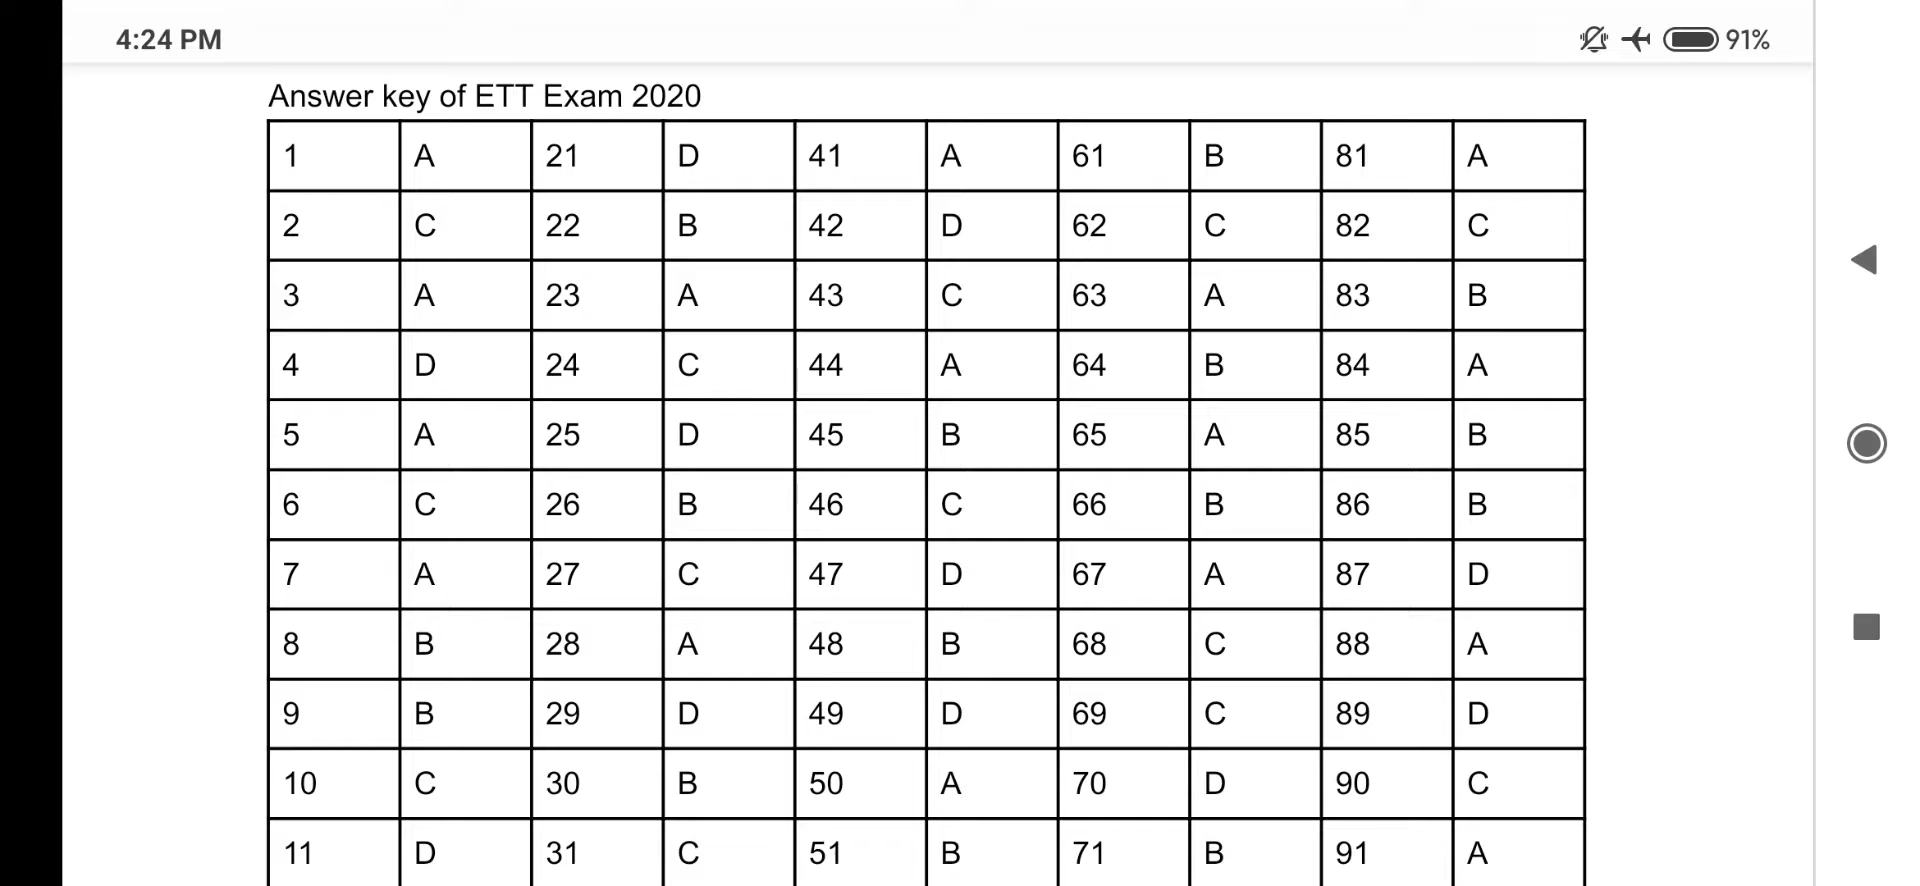 4:24 PM 91%
Answer key of ETT Exam 2020
1 A 21 D 41 A 61 B 81 A
2 C 22 B 42 D 62 C 82 C
3 A 23 A 43 C 63 A 83 B
4 D 24 C 44 A 64 B 84 A
5 A 25 D 45 B 65 A 85 B
6 C 26 B 46 C 66 B 86 B
7 A 27 C 47 D 67 A 87 D
8 B 28 A 48 B 68 C 88 A
9 B 29 D 49 D 69 C 89 D
10 C 30 B 50 A 70 D 90 C
11 D 31 C 51 B 71 B 91 A